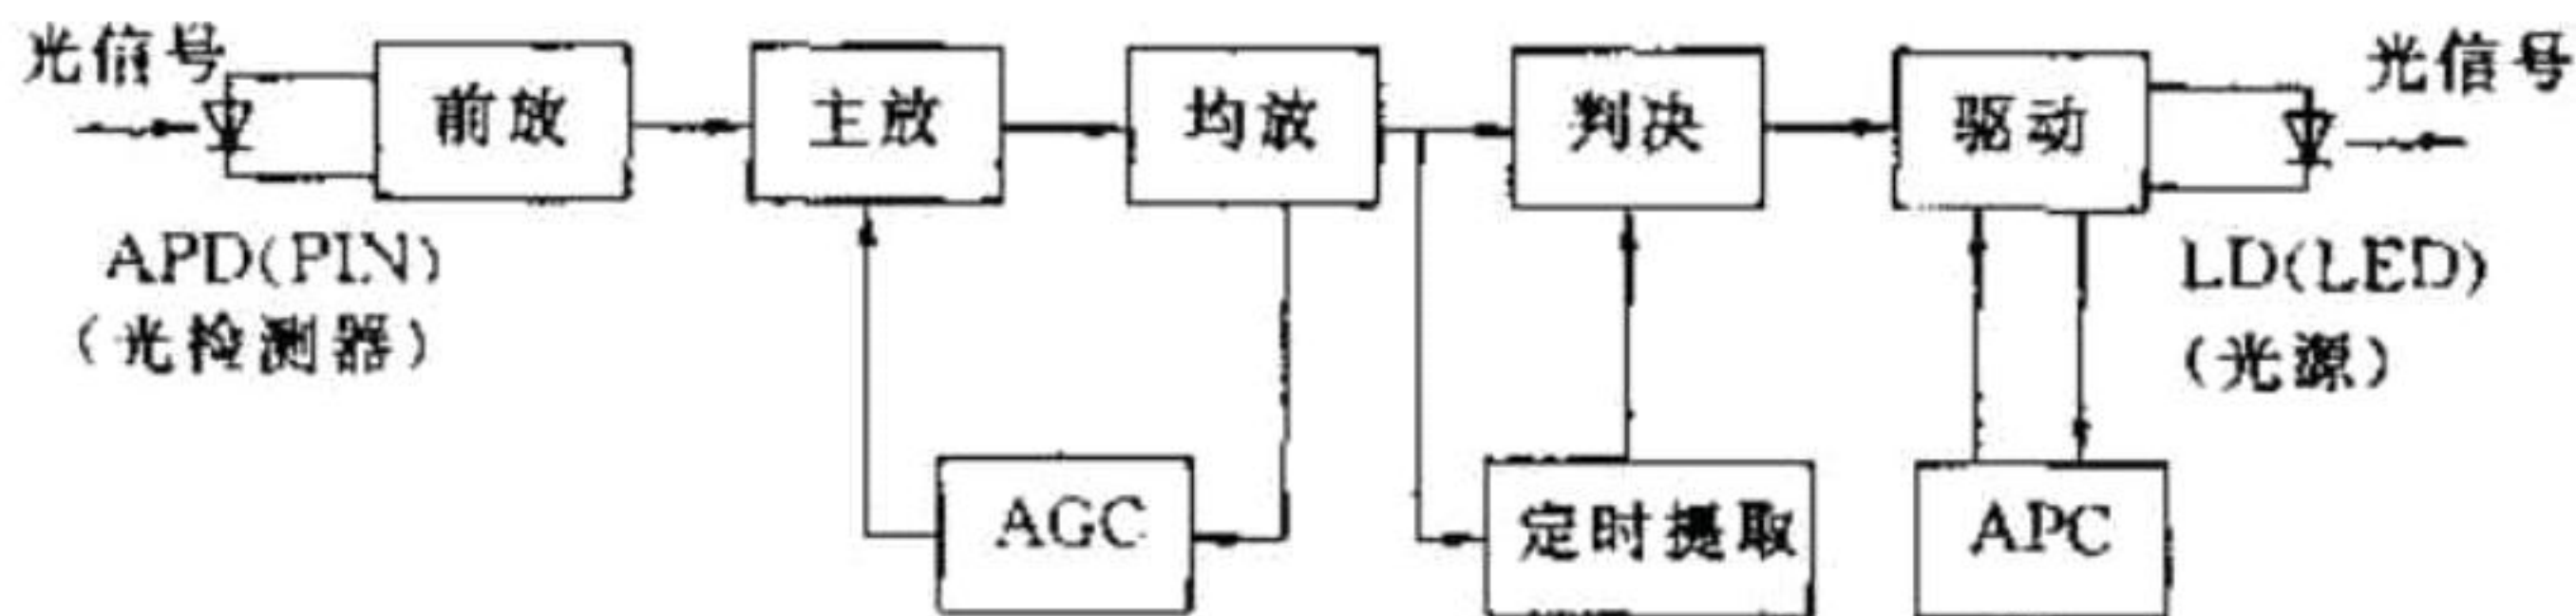 光信号
前放
主放
均放
判决
驱动
光信号
APD(PIN)
(光检测器)
LD(LED)
(光源)
AGC
定时提取
APC